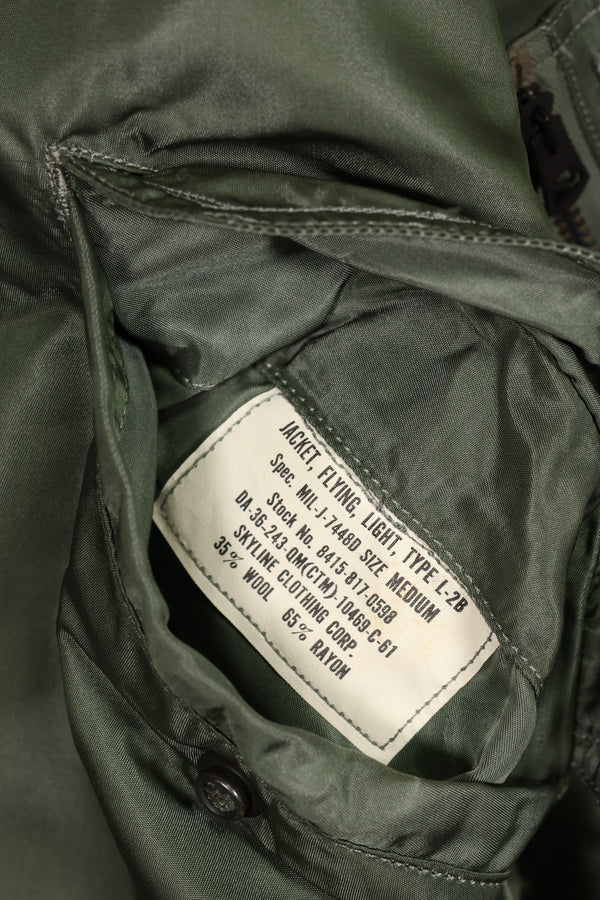 JACKET, FLYING, LIGHT, TYPE L-2B
Spec. MIL-J-7448D SIZE MEDIUM
Stock No. 8415-817-0598
DA-36-243-QM(CTM)-10469-C-61
SKYLINE CLOTHING CORP.
35% WOOL 65% RAYON